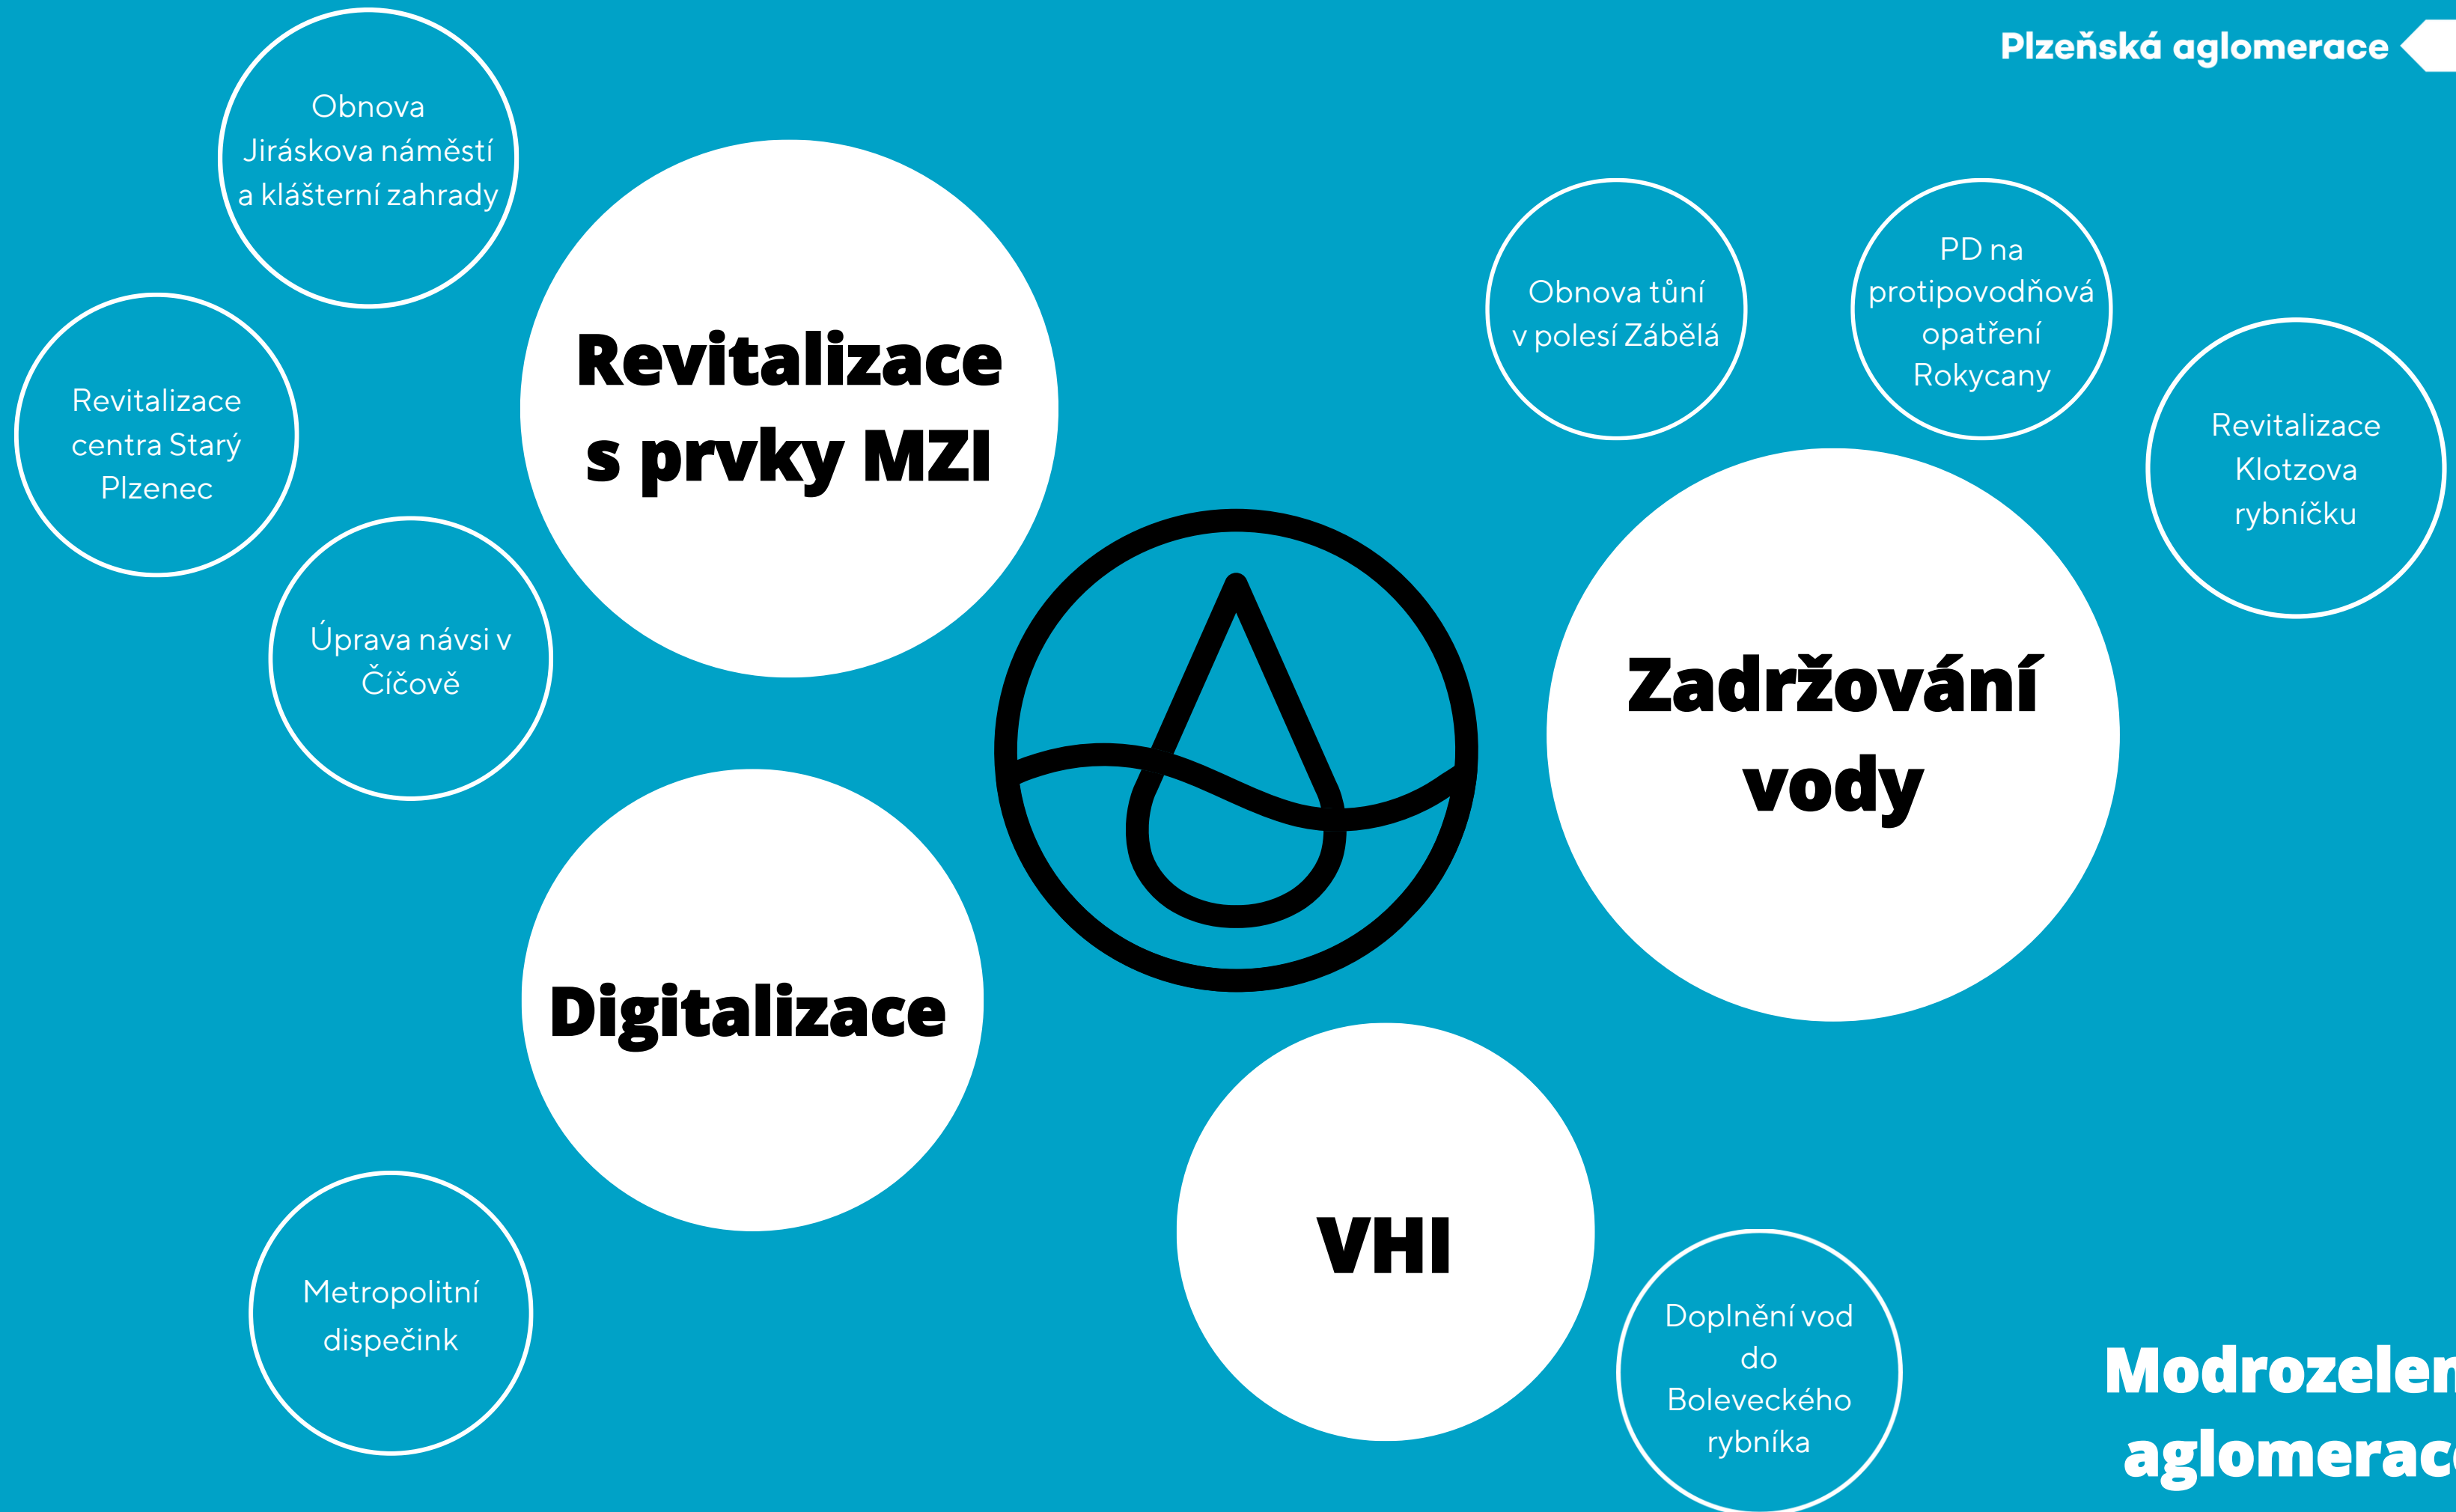 Plzeňská aglomerace
Obnova
Jiráskova náměstí
a klášterní zahrady
Revitalizace
centra Starý
Plzenec
Úprava návsi v
Číčově
Revitalizace
s prvky MZI
Obnova tůní
v polesí Zábělá
PD na
protipovodňová
opatření
Rokycany
Revitalizace
Klotzova
rybníčku
Zadržování
vody
Digitalizace
Metropolitní
dispečink
VHI
Doplnění vod
do
Boleveckého
rybníka
aglomerace